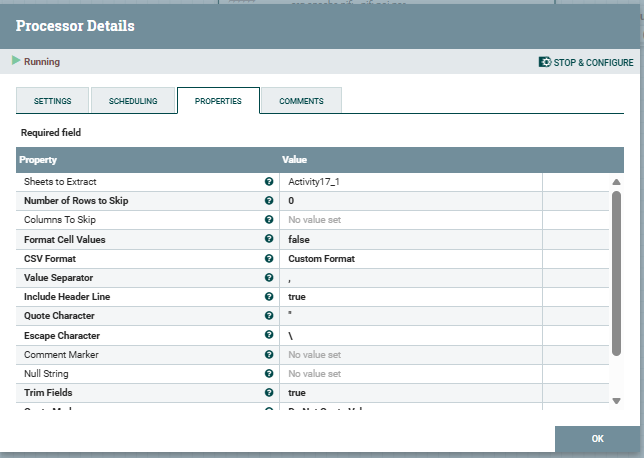 Processor Details
Running
STOP & CONFIGURE
SETTINGS
SCHEDULING
PROPERTIES
COMMENTS
Required field
Property Value
Sheets to Extract Activity17_1
Number of Rows to Skip 0
Columns To Skip No value set
Format Cell Values false
CSV Format Custom Format
Value Separator ,
Include Header Line true
Quote Character "
Escape Character \
Comment Marker No value set
Null String No value set
Trim Fields true
OK